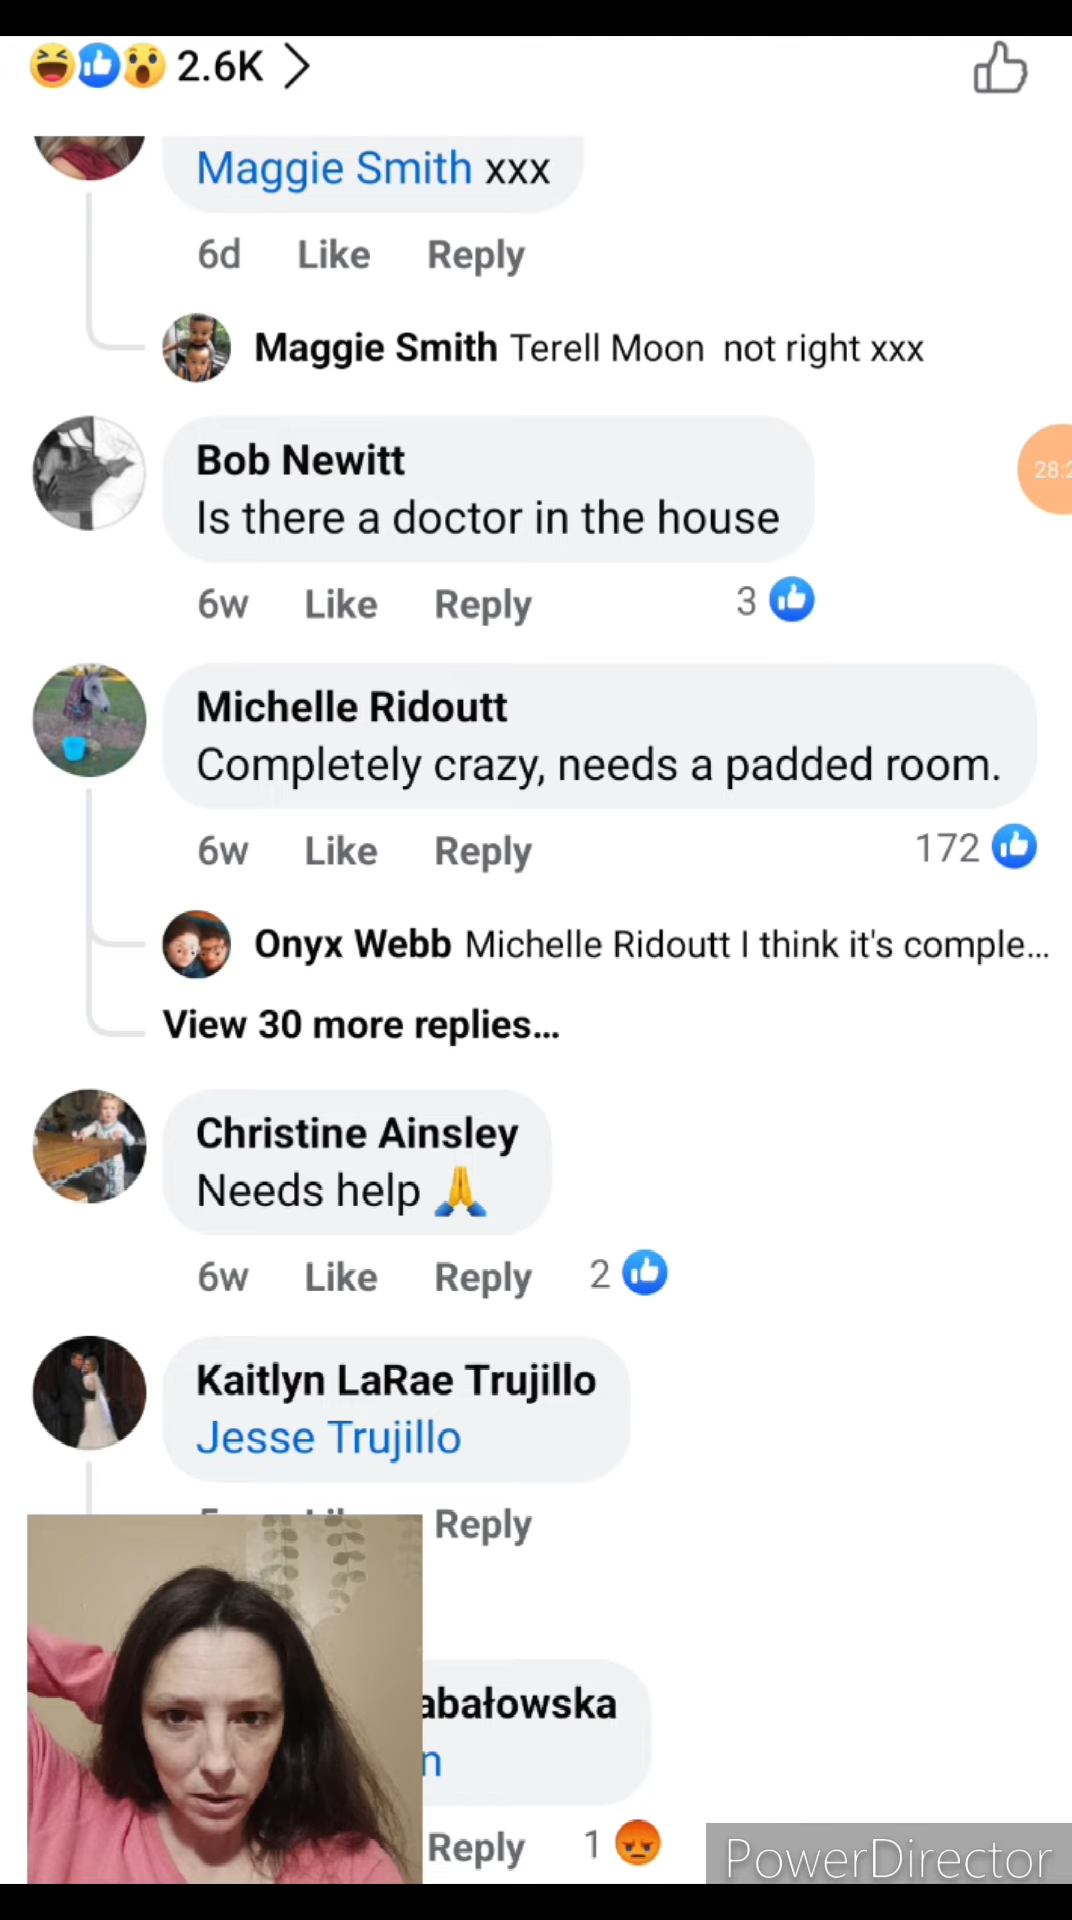 2.6K
Maggie Smith xxx
6d Like Reply
Maggie Smith Terell Moon not right xxx
Bob Newitt
Is there a doctor in the house
28:2
6w Like Reply 3
Michelle Ridoutt
Completely crazy, needs a padded room.
6w Like Reply 172
Onyx Webb Michelle Ridoutt I think it's comple...
View 30 more replies...
Christine Ainsley
Needs help 🙏
6w Like Reply 2
Kaitlyn LaRae Trujillo
Jesse Trujillo
Reply
abałowska
n
Reply 1
PowerDirector